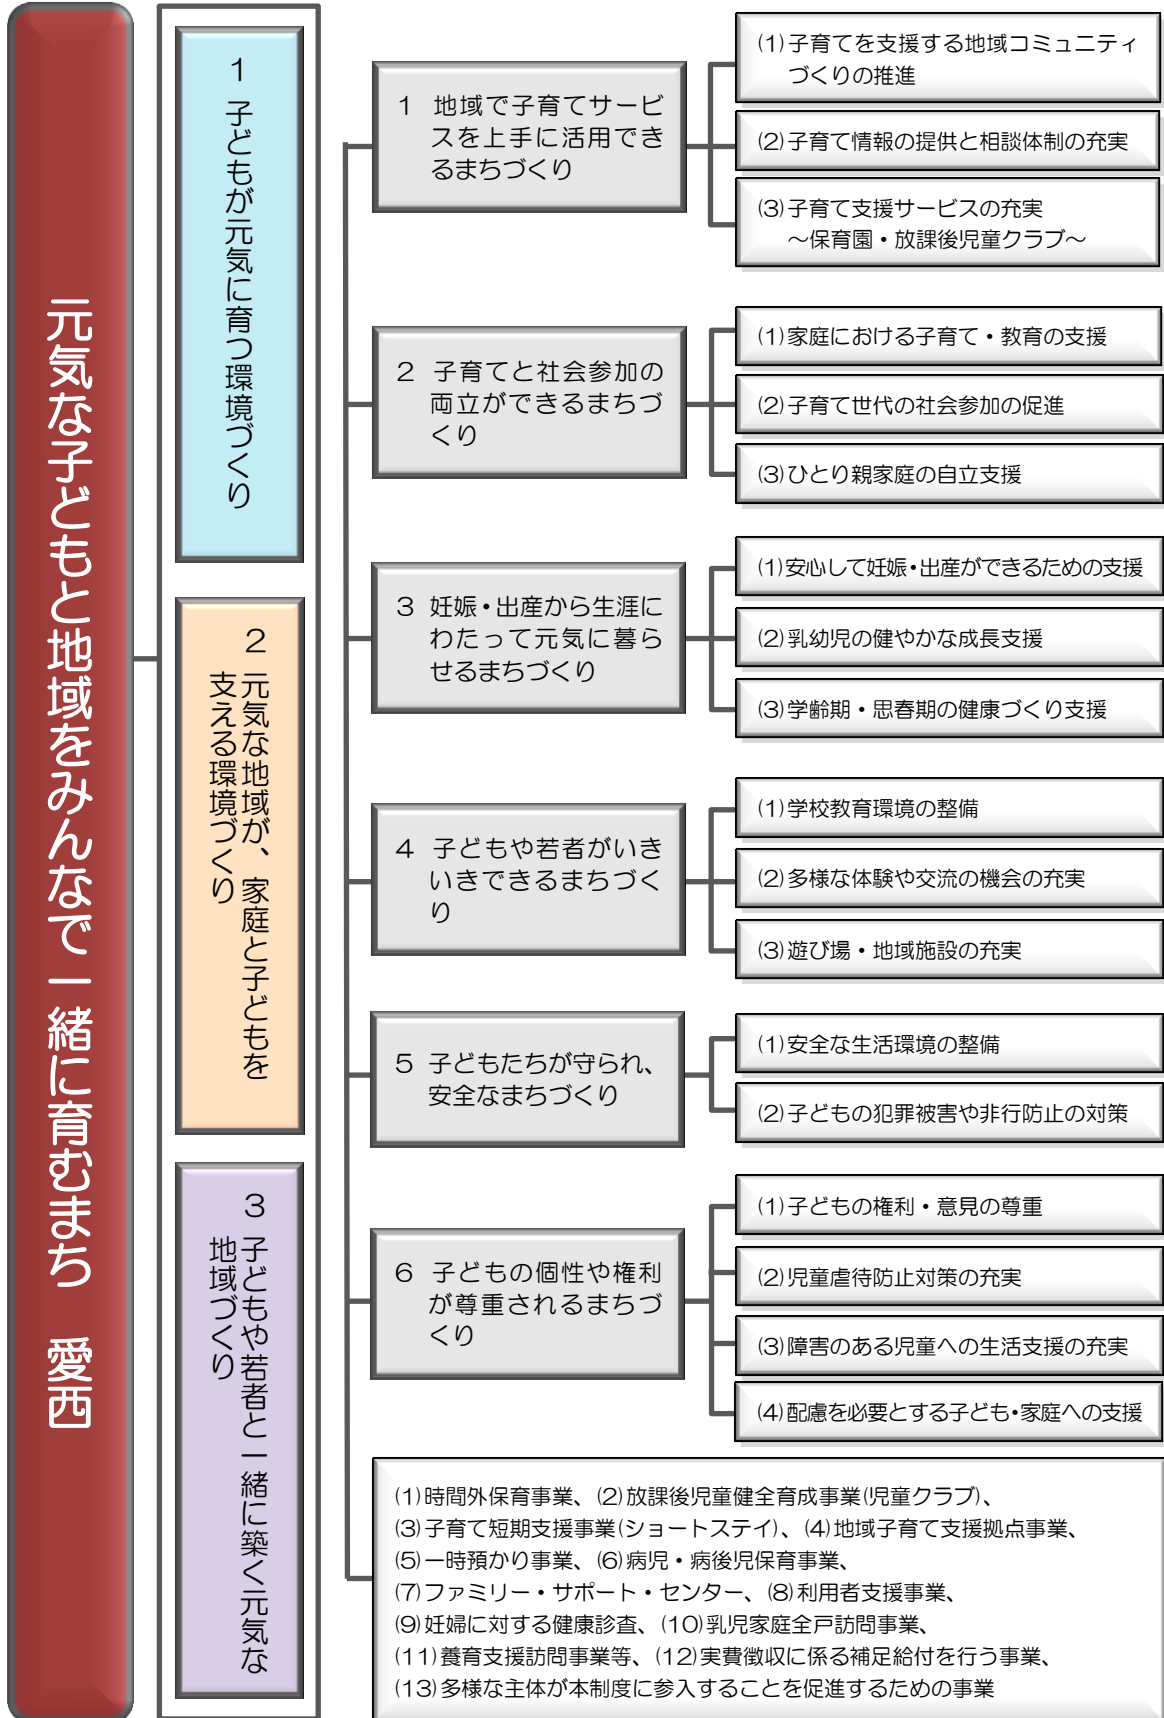 元気な子どもと地域をみんなで一緒に育むまち　愛西
1 子どもが元気に育つ環境づくり
2 元気な地域が、家庭と子どもを
支える環境づくり
3 子どもや若者と一緒に築く元気な
地域づくり
1 地域で子育てサービ
スを上手に活用でき
るまちづくり
(1)子育てを支援する地域コミュニティ
づくりの推進
(2)子育て情報の提供と相談体制の充実
(3)子育て支援サービスの充実
～保育園・放課後児童クラブ～
2 子育てと社会参加の
両立ができるまちづ
くり
(1)家庭における子育て・教育の支援
(2)子育て世代の社会参加の促進
(3)ひとり親家庭の自立支援
3 妊娠・出産から生涯に
わたって元気に暮ら
せるまちづくり
(1)安心して妊娠・出産ができるための支援
(2)乳幼児の健やかな成長支援
(3)学齢期・思春期の健康づくり支援
4 子どもや若者がいき
いきできるまちづく
り
(1)学校教育環境の整備
(2)多様な体験や交流の機会の充実
(3)遊び場・地域施設の充実
5 子どもたちが守られ、
安全なまちづくり
(1)安全な生活環境の整備
(2)子どもの犯罪被害や非行防止の対策
6 子どもの個性や権利
が尊重されるまちづ
くり
(1)子どもの権利・意見の尊重
(2)児童虐待防止対策の充実
(3)障害のある児童への生活支援の充実
(4)配慮を必要とする子ども・家庭への支援
(1)時間外保育事業、(2)放課後児童健全育成事業(児童クラブ)、
(3)子育て短期支援事業(ショートステイ)、(4)地域子育て支援拠点事業、
(5)一時預かり事業、(6)病児・病後児保育事業、
(7)ファミリー・サポート・センター、(8)利用者支援事業、
(9)妊婦に対する健康診査、(10)乳児家庭全戸訪問事業、
(11)養育支援訪問事業等、(12)実費徴収に係る補足給付を行う事業、
(13)多様な主体が本制度に参入することを促進するための事業